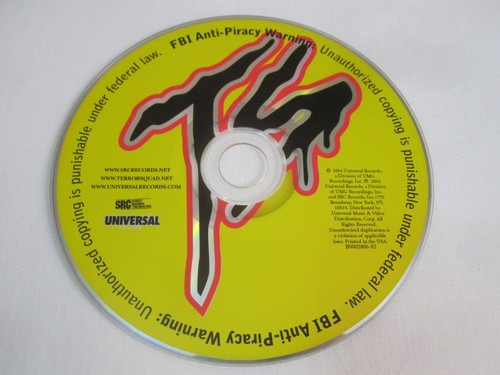 FBI Anti-Piracy Warning: Unauthorized copying is punishable under federal law.
FBI Anti-Piracy Warning: Unauthorized copying is punishable under federal law.
TS
WWW.SRCRECORDS.NET
WWW.TERRORSQUAD.NET
WWW.UNIVERSALRECORDS.COM
SRC
UNIVERSAL
℗ 2004 Universal Records,
a Division of UMG
Recordings, Inc. © 2004
Universal Records, a Division
of UMG Recordings, Inc.
and SRC Records, Inc.1755
Broadway, New York, NY,
10019. Distributed by
Universal Music & Video
Distribution, Corp. All
Rights Reserved.
Unauthorized duplication is
a violation of applicable
laws. Printed in the USA.
B0002806-02